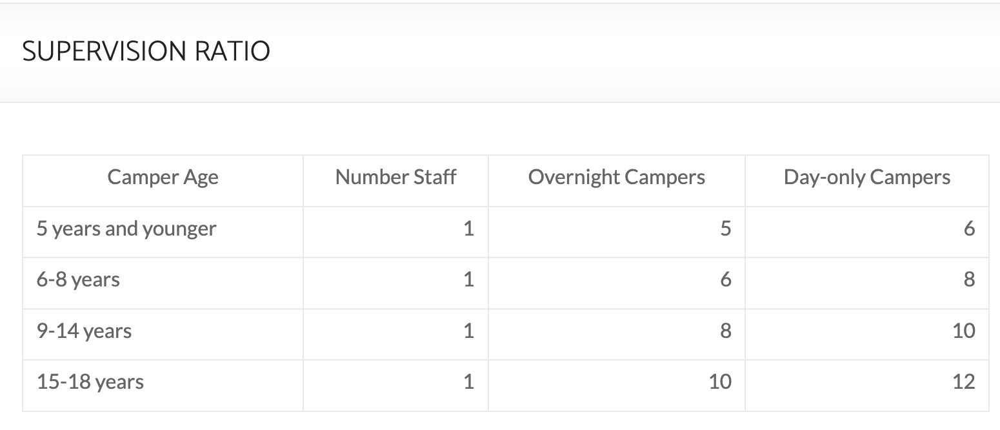 SUPERVISION RATIO
Camper Age Number Staff Overnight Campers Day-only Campers
5 years and younger 1 5 6
6-8 years 1 6 8
9-14 years 1 8 10
15-18 years 1 10 12